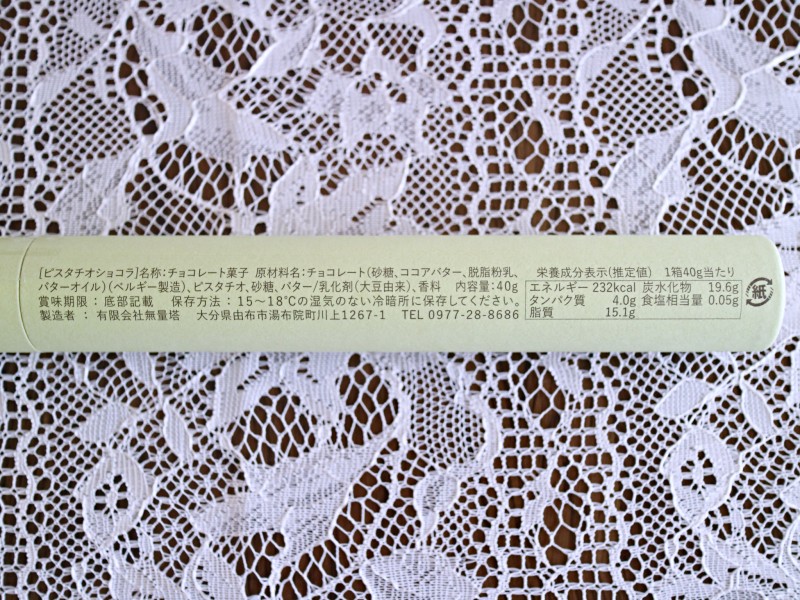 [ピスタチオショコラ]名称：チョコレート菓子 原材料名：チョコレート(砂糖、ココアバター、脱脂粉乳、
バターオイル)(ベルギー製造)、ピスタチオ、砂糖、バター/乳化剤(大豆由来)、香料 内容量：40g
賞味期限：底部記載 保存方法：15〜18℃の湿気のない冷暗所に保存してください。
製造者：有限会社無量塔 大分県由布市湯布院町川上1267-1 TEL 0977-28-8686
栄養成分表示(推定値) 1箱40g当たり
エネルギー 232kcal 炭水化物 19.6g
タンパク質 4.0g 食塩相当量 0.05g
脂質 15.1g
紙